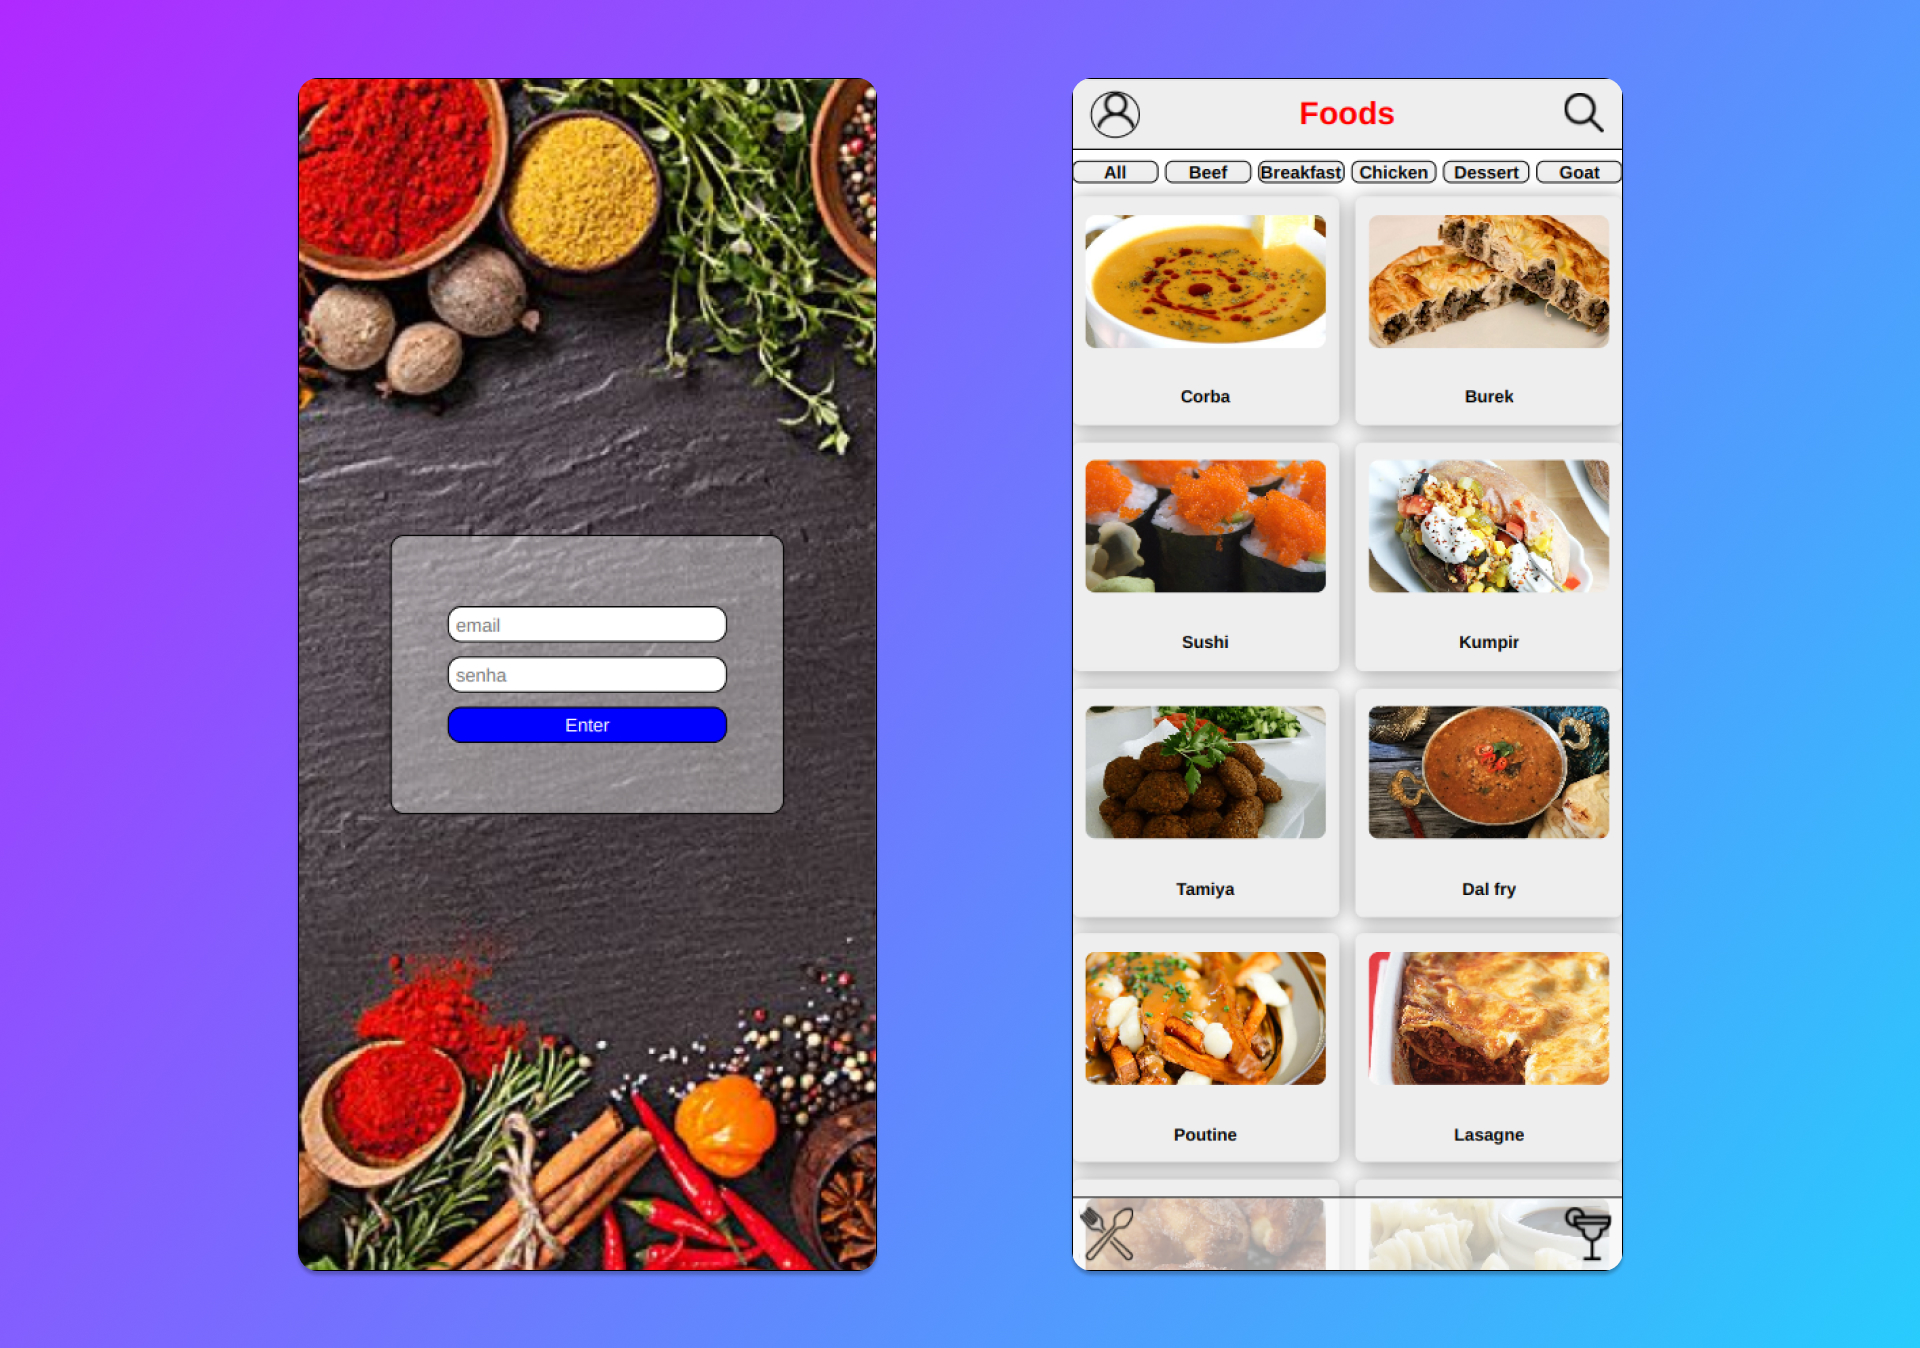 email
senha
Enter
Foods
All Beef Breakfast Chicken Dessert Goat
Corba Burek
Sushi Kumpir
Tamiya Dal fry
Poutine Lasagne